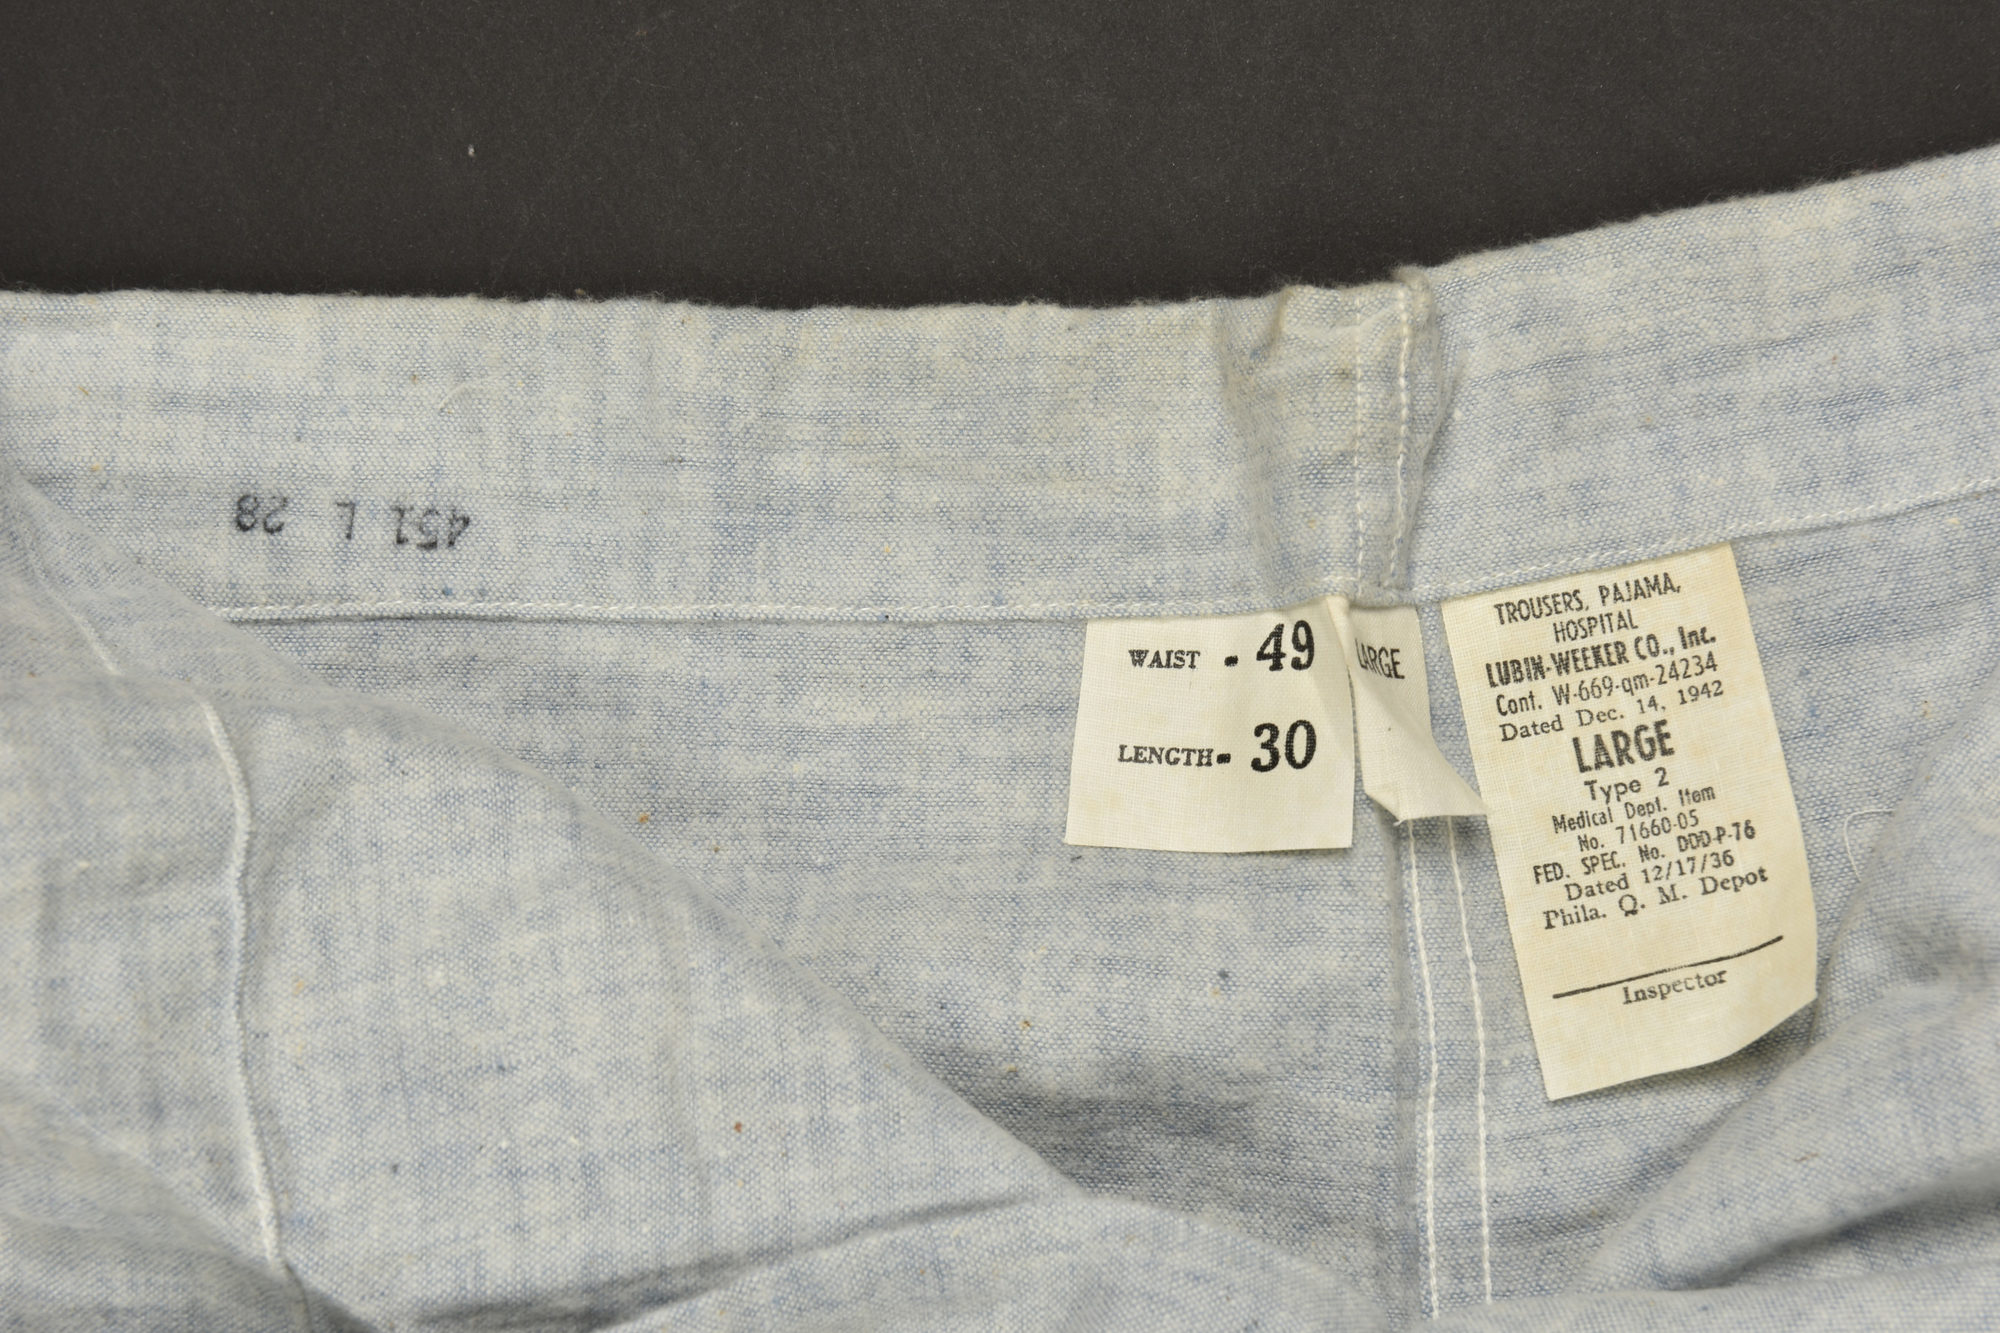 451 L 28
WAIST - 49
LENGTH - 30
LARGE
TROUSERS, PAJAMA,
HOSPITAL
LUBIN-WEEKER CO., Inc.
Cont. W-669-qm-24234
Dated Dec. 14, 1942
LARGE
Type 2
Medical Dept. Item
No. 71660-05
FED. SPEC. No. DDD-P-76
Dated 12/17/36
Phila. Q. M. Depot
Inspector